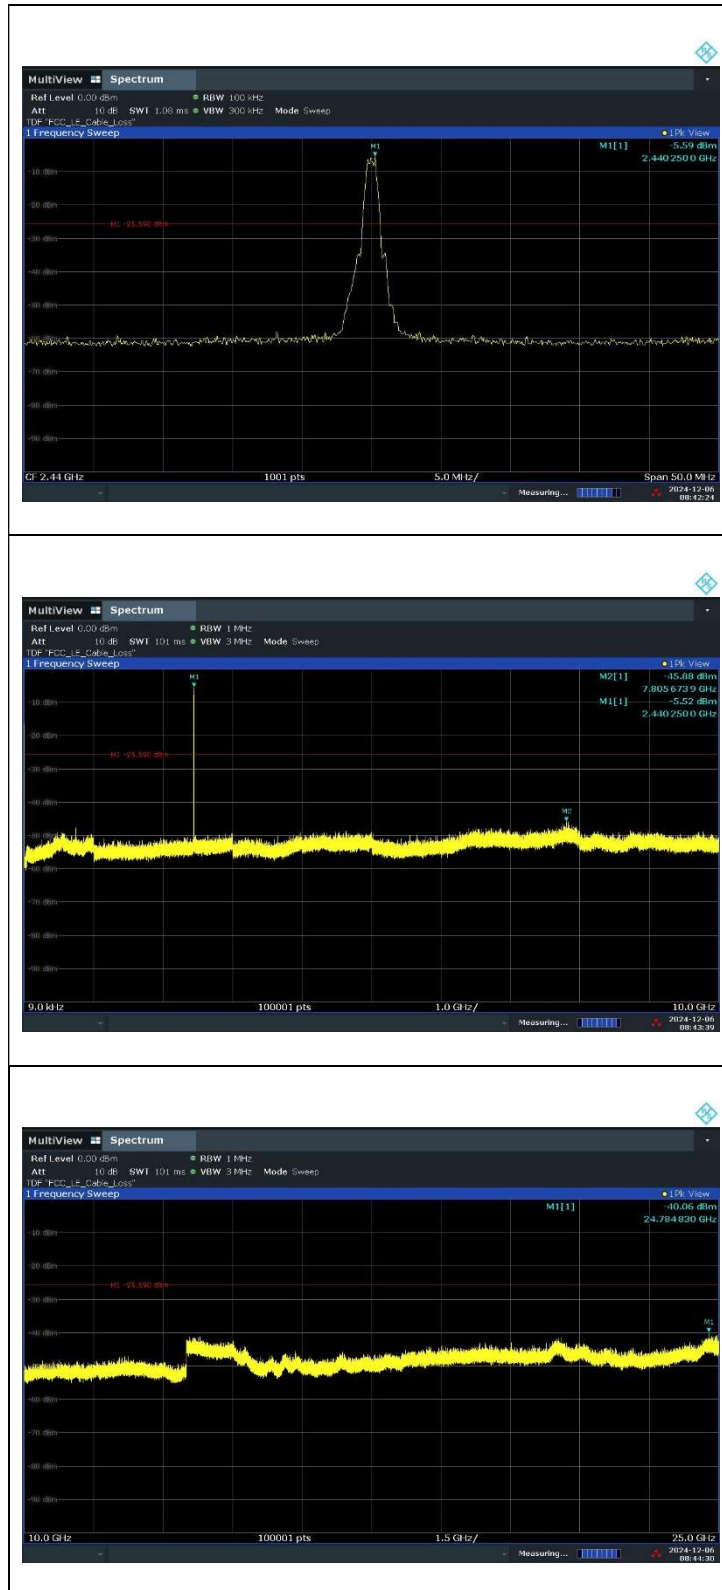 MultiView Spectrum
Ref Level 0.00 dBm RBW 100 kHz
Att 10 dB SWT 1.08 ms VBW 300 kHz Mode Sweep
TDF "FCC_LE_Cable_Loss"
1 Frequency Sweep 1Pk View
M1[1] -5.59 dBm
2.440 250 0 GHz
M1
-10 dBm
-20 dBm
H1 -25.590 dBm
-30 dBm
-40 dBm
-50 dBm
-60 dBm
-70 dBm
-80 dBm
-90 dBm
CF 2.44 GHz 1001 pts 5.0 MHz/ Span 50.0 MHz
Measuring... 2024-12-06
08:42:24
MultiView Spectrum
Ref Level 0.00 dBm RBW 1 MHz
Att 10 dB SWT 101 ms VBW 3 MHz Mode Sweep
TDF "FCC_LE_Cable_Loss"
1 Frequency Sweep 1Pk View
M2[1] -45.88 dBm
7.805 673 9 GHz
M1[1] -5.52 dBm
2.440 250 0 GHz
M1
-10 dBm
-20 dBm
H1 -25.590 dBm
-30 dBm
-40 dBm
M2
-50 dBm
-60 dBm
-70 dBm
-80 dBm
-90 dBm
9.0 kHz 100001 pts 1.0 GHz/ 10.0 GHz
Measuring... 2024-12-06
08:43:39
MultiView Spectrum
Ref Level 0.00 dBm RBW 1 MHz
Att 10 dB SWT 101 ms VBW 3 MHz Mode Sweep
TDF "FCC_LE_Cable_Loss"
1 Frequency Sweep 1Pk View
M1[1] -40.06 dBm
24.784 830 GHz
-10 dBm
-20 dBm
H1 -25.590 dBm
-30 dBm
M1
-40 dBm
-60 dBm
-70 dBm
-80 dBm
-90 dBm
10.0 GHz 100001 pts 1.5 GHz/ 25.0 GHz
Measuring... 2024-12-06
08:44:30